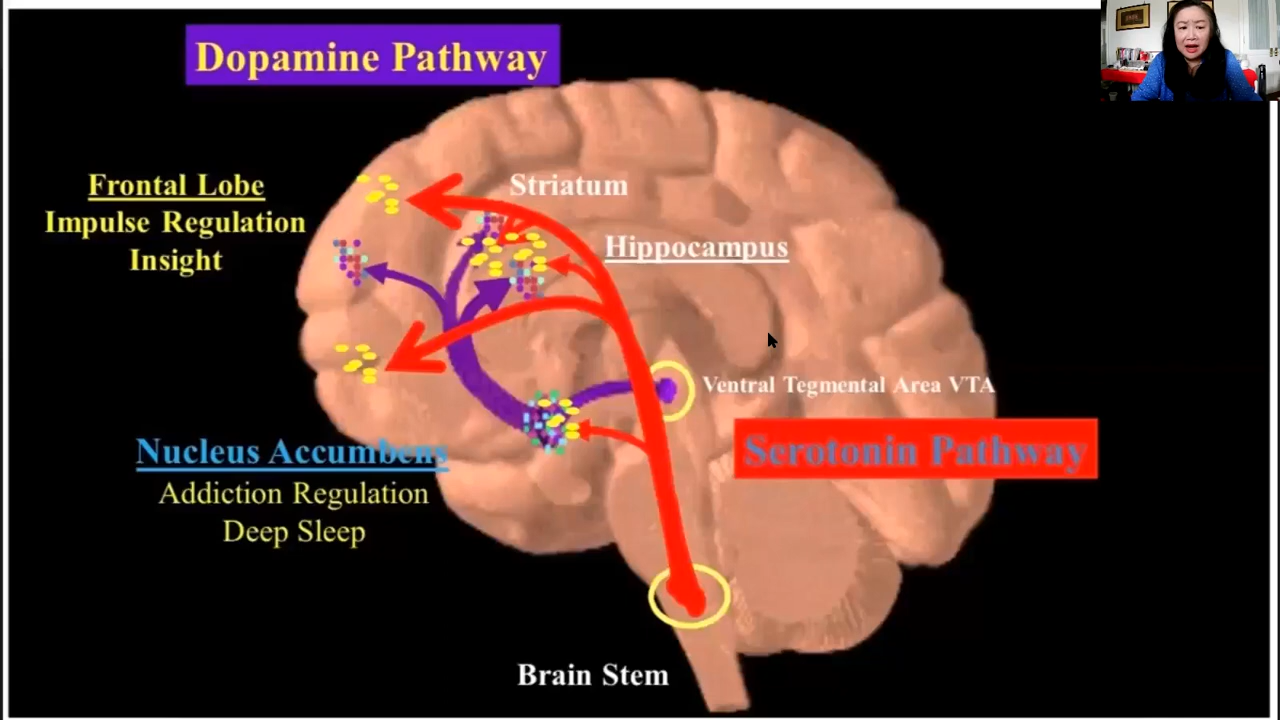 Dopamine Pathway
Frontal Lobe
Impulse Regulation
Insight
Striatum
Hippocampus
Ventral Tegmental Area VTA
Serotonin Pathway
Nucleus Accumbens
Addiction Regulation
Deep Sleep
Brain Stem